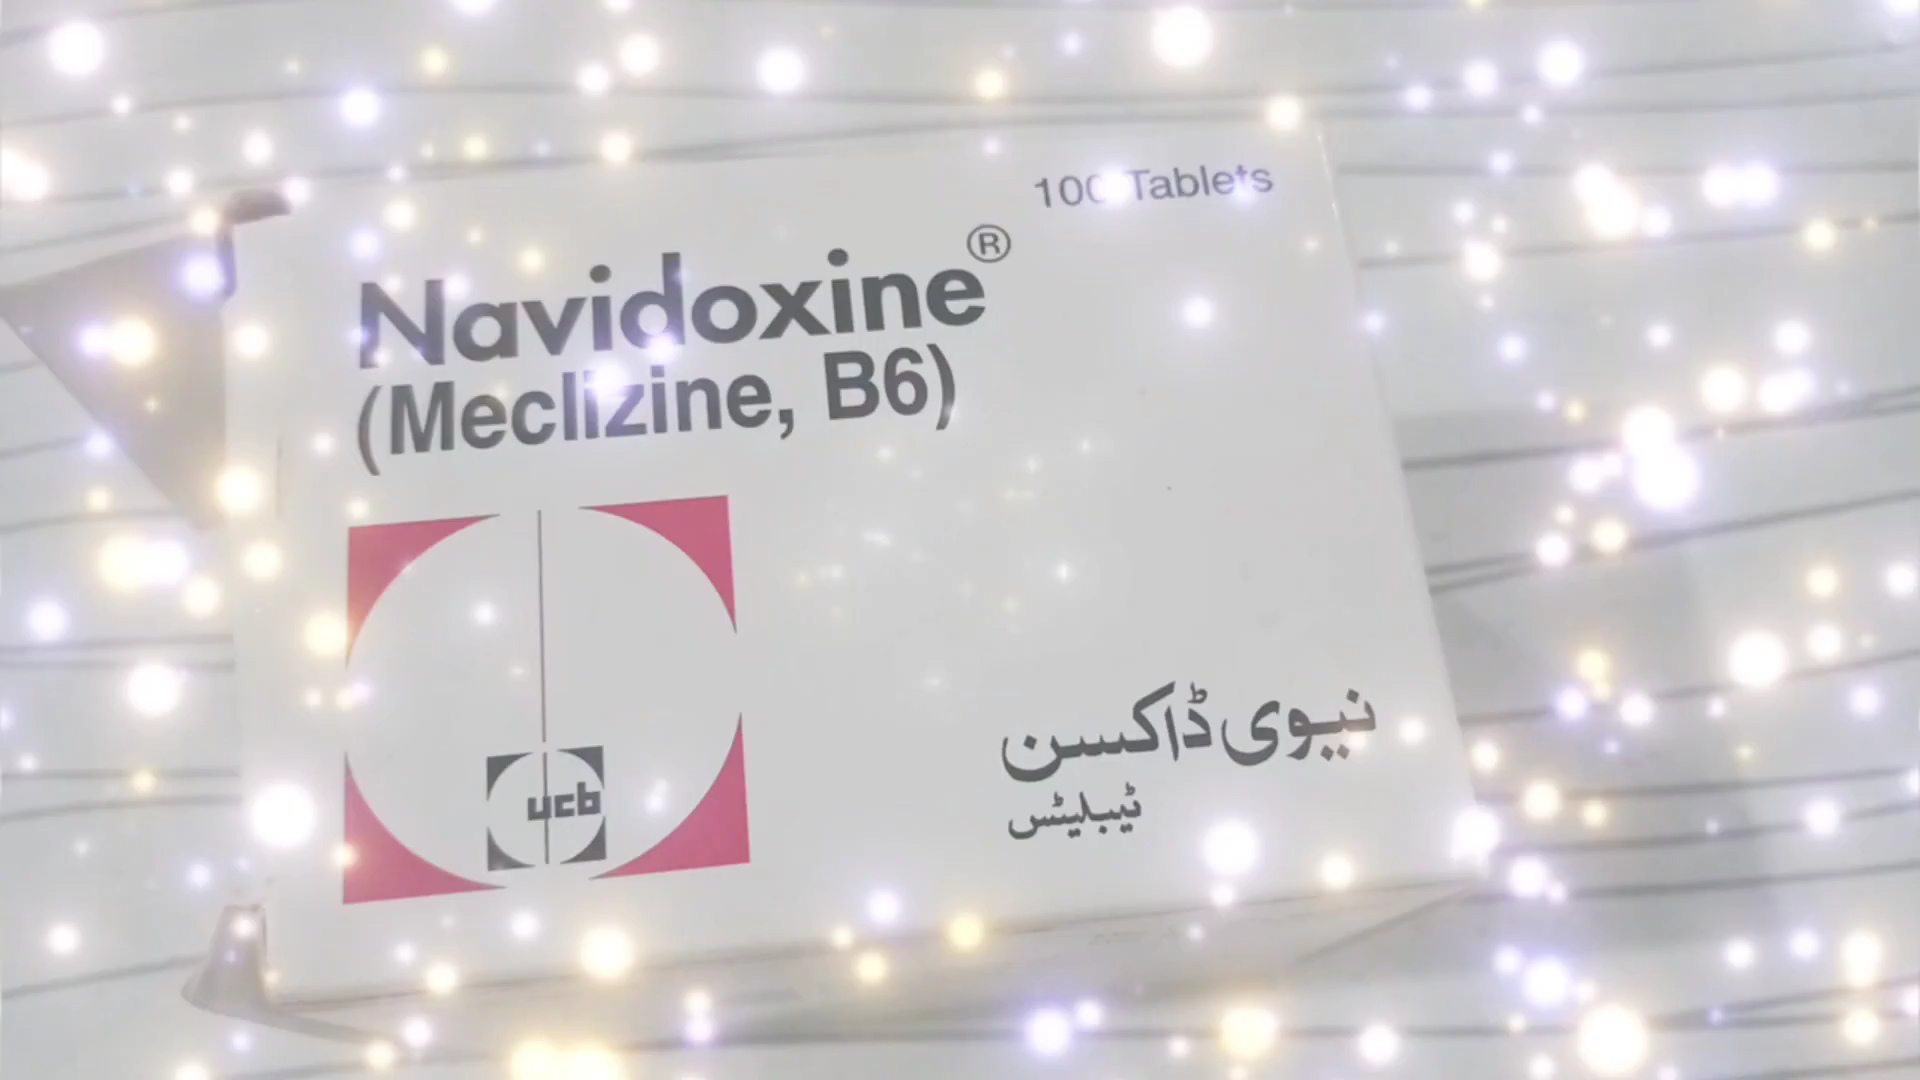 100 Tablets
Navidoxine®
(Meclizine, B6)
ucb
نیوی ڈاکسن
ٹیبلیٹس